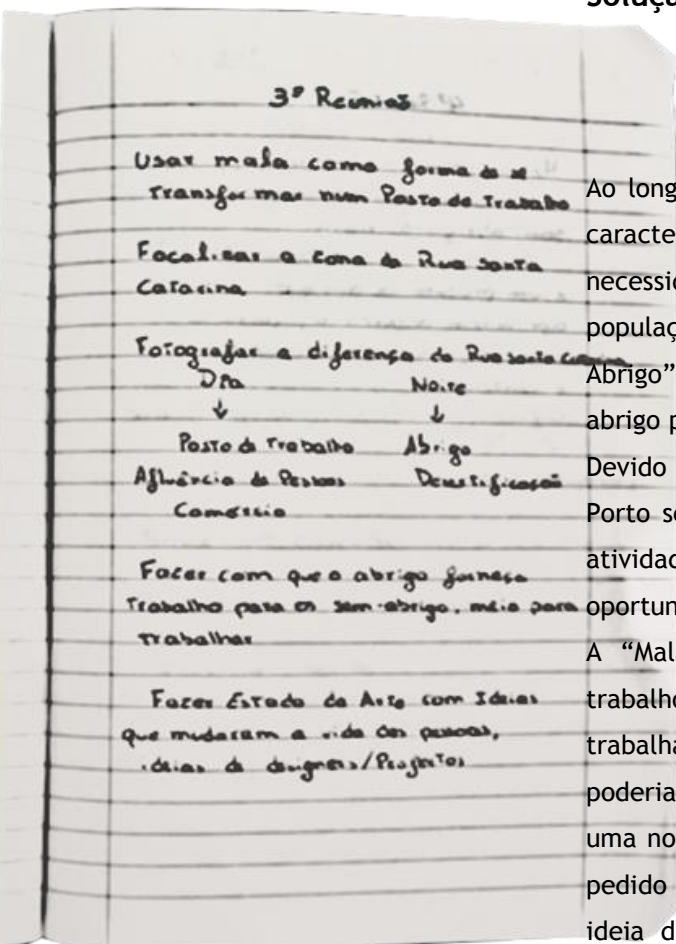 Soluçã
3ª Reunião
Usar mala como forma de se
transformar num Posto de Trabalho
Focalizar a zona da Rua Santa
Catarina
Fotografar a diferença da Rua Santa Catarina
Dia Noite
↓ ↓
Posto de Trabalho Abrigo
Afluência de Pessoas Desertificação
Comércio
Fazer com que o abrigo forneça
trabalho para os sem-abrigo, meio para
trabalhar
Fazer Estado da Arte com Ideias
que mudaram a vida das pessoas,
ideias de designers/Projetos
Ao long
caracte
necessid
populaç
Abrigo”
abrigo p
Devido
Porto se
atividad
oportun
A “Mal
trabalho
trabalha
poderia
uma no
pedido
ideia d